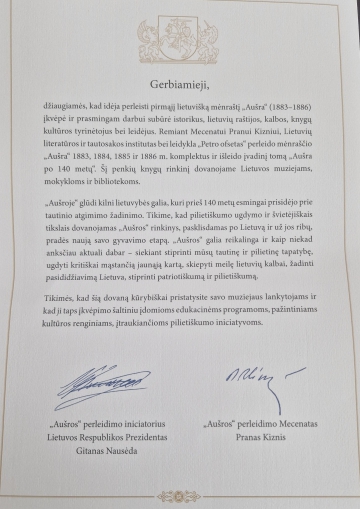 Gerbiamieji,
džiaugiamės, kad idėja perleisti pirmąjį lietuvišką mėnraštį „Aušra“ (1883–1886)
įkvėpė ir prasmingam darbui subūrė istorikus, lietuvių raštijos, kalbos, knygų
kultūros tyrinėtojus bei leidėjus. Remiant Mecenatui Pranui Kizniui, Lietuvių
literatūros ir tautosakos institutas bei leidykla „Petro ofsetas“ perleido mėnraščio
„Aušra“ 1883, 1884, 1885 ir 1886 m. komplektus ir išleido įvadinį tomą „Aušra
po 140 metų“. Šį penkių knygų rinkinį dovanojame Lietuvos muziejams,
mokykloms ir bibliotekoms.
„Aušroje“ glūdi kilni lietuvybės galia, kuri prieš 140 metų esmingai prisidėjo prie
tautinio atgimimo žadinimo. Tikime, kad pilietiškumo ugdymo ir švietėjiškais
tikslais dovanojamas „Aušros“ rinkinys, pasklisdamas po Lietuvą ir už jos ribų,
pradės naują savo gyvavimo etapą. „Aušros“ galia reikalinga ir kaip niekad
anksčiau aktuali dabar – siekiant stiprinti mūsų tautinę ir pilietinę tapatybę,
ugdyti kritiškai mąstančią jaunąją kartą, skiepyti meilę lietuvių kalbai, žadinti
pasididžiavimą Lietuva, stiprinti patriotiškumą ir pilietiškumą.
Tikimės, kad šią dovaną kūrybiškai pristatysite savo muziejaus lankytojams ir
kad ji taps įkvėpimo šaltiniu įdomioms edukacinėms programoms, pažintiniams
kultūros renginiams, įtraukiančioms pilietiškumo iniciatyvoms.
„Aušros“ perleidimo iniciatorius
Lietuvos Respublikos Prezidentas
Gitanas Nausėda
„Aušros“ perleidimo Mecenatas
Pranas Kiznis